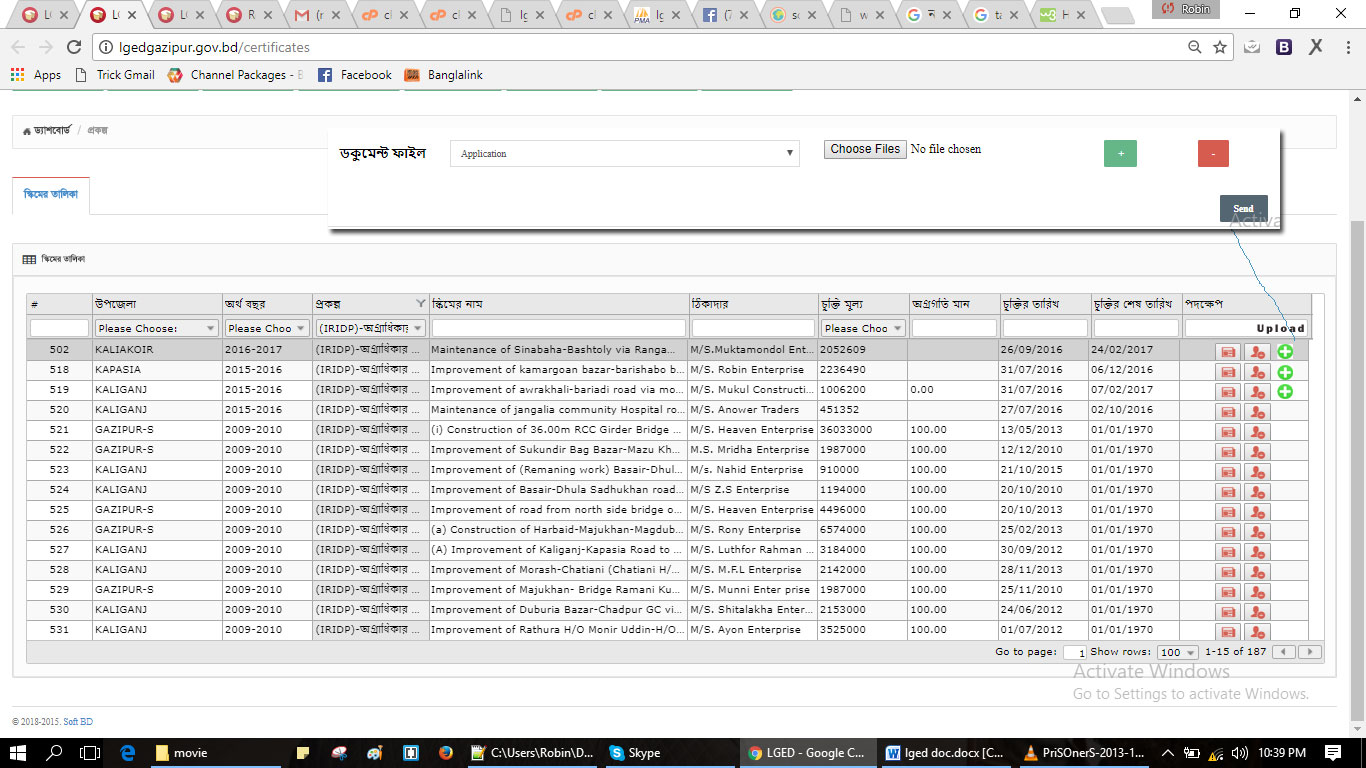 LC LC LC R M (r cP cl cP cl lg cP cl lg f (7 sc w G ন G ta w3 H Robin
lgedgazipur.gov.bd/certificates
Apps Trick Gmail Channel Packages - B Facebook Banglalink
ড্যাশবোর্ড / প্রকল্প
ডকুমেন্ট ফাইল Application Choose Files No file chosen + -
স্কিমের তালিকা
Send
Activa
স্কিমের তালিকা
# উপজেলা অর্থ বছর প্রকল্প স্কিমের নাম ঠিকাদার চুক্তি মূল্য অগ্রগতি মান চুক্তির তারিখ চুক্তির শেষ তারিখ পদক্ষেপ
Please Choose: Please Choo (IRIDP)-অগ্রাধিকার Please Choo Upload
502 KALIAKOIR 2016-2017 (IRIDP)-অগ্রাধিকার ... Maintenance of Sinabaha-Bashtoly via Ranga... M/S.Muktamondol Ent... 2052609 26/09/2016 24/02/2017
518 KAPASIA 2015-2016 (IRIDP)-অগ্রাধিকার ... Improvement of kamargoan bazar-barishabo b... M/S. Robin Enterprise 2236490 31/07/2016 06/12/2016
519 KALIGANJ 2015-2016 (IRIDP)-অগ্রাধিকার ... Improvement of awrakhali-bariadi road via mo... M/S. Mukul Constructi... 1006200 0.00 31/07/2016 07/02/2017
520 KALIGANJ 2015-2016 (IRIDP)-অগ্রাধিকার ... Maintenance of jangalia community Hospital ro... M/S. Anower Traders 451352 27/07/2016 02/10/2016
521 GAZIPUR-S 2009-2010 (IRIDP)-অগ্রাধিকার ... (i) Construction of 36.00m RCC Girder Bridge ... M/S. Heaven Enterprise 36033000 100.00 13/05/2013 01/01/1970
522 GAZIPUR-S 2009-2010 (IRIDP)-অগ্রাধিকার ... Improvement of Sukundir Bag Bazar-Mazu Kh... M.S. Mridha Enterprise 1987000 100.00 12/12/2010 01/01/1970
523 KALIGANJ 2009-2010 (IRIDP)-অগ্রাধিকার ... Improvement of (Remaning work) Basair-Dhul... M/s. Nahid Enterprise 910000 100.00 21/10/2015 01/01/1970
524 KALIGANJ 2009-2010 (IRIDP)-অগ্রাধিকার ... Improvement of Basair-Dhula Sadhukhan road... M/S Z.S Enterprise 1194000 100.00 20/10/2010 01/01/1970
525 GAZIPUR-S 2009-2010 (IRIDP)-অগ্রাধিকার ... Improvement of road from north side bridge o... M/S. Heaven Enterprise 4496000 100.00 20/10/2013 01/01/1970
526 GAZIPUR-S 2009-2010 (IRIDP)-অগ্রাধিকার ... (a) Construction of Harbaid-Majukhan-Magdub... M/S. Rony Enterprise 6574000 100.00 25/02/2013 01/01/1970
527 KALIGANJ 2009-2010 (IRIDP)-অগ্রাধিকার ... (A) Improvement of Kaliganj-Kapasia Road to ... M/S. Luthfor Rahman ... 3184000 100.00 30/09/2012 01/01/1970
528 KALIGANJ 2009-2010 (IRIDP)-অগ্রাধিকার ... Improvement of Morash-Chatiani (Chatiani H/... M/S. M.F.L Enterprise 2142000 100.00 28/11/2013 01/01/1970
529 GAZIPUR-S 2009-2010 (IRIDP)-অগ্রাধিকার ... Improvement of Majukhan- Bridge Ramani Ku... M/S. Munni Enter prise 1987000 100.00 25/11/2010 01/01/1970
530 KALIGANJ 2009-2010 (IRIDP)-অগ্রাধিকার ... Improvement of Duburia Bazar-Chadpur GC vi... M/S. Shitalakha Enter... 2153000 100.00 24/06/2012 01/01/1970
531 KALIGANJ 2009-2010 (IRIDP)-অগ্রাধিকার ... Improvement of Rathura H/O Monir Uddin-H/O... M/S. Ayon Enterprise 3525000 100.00 01/07/2012 01/01/1970
Go to page: 1 Show rows: 100 1-15 of 187
Activate Windows
Go to Settings to activate Windows.
© 2018-2015. Soft BD
movie C:\Users\Robin\D... Skype LGED - Google C... lged doc.docx [C... PriSOnerS-2013-1... 10:39 PM